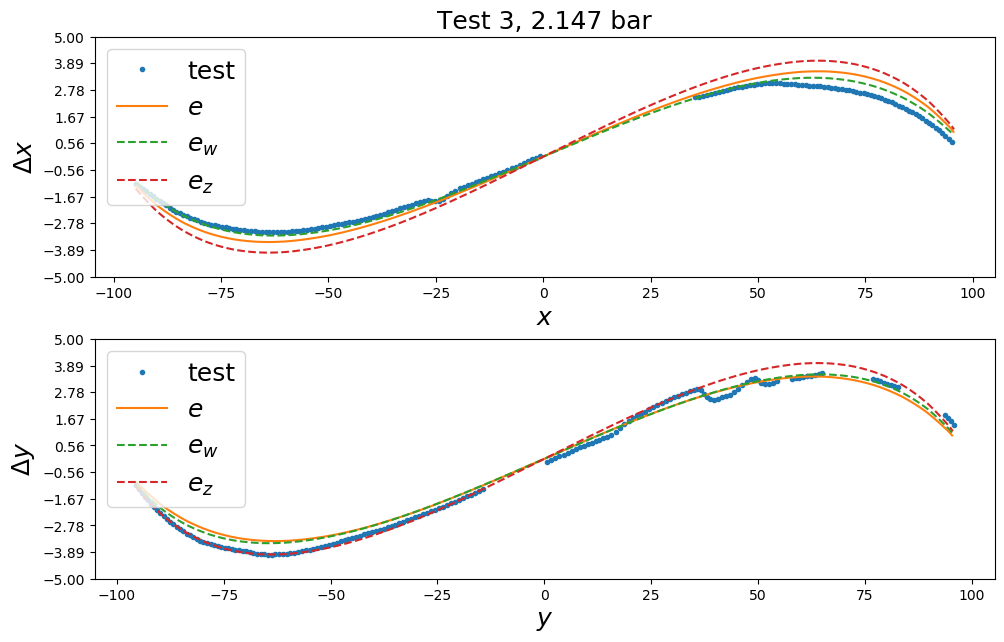 Test 3, 2.147 bar
5.00
3.89
2.78
1.67
0.56
−0.56
−1.67
−2.78
−3.89
−5.00
Δx
test
e
e_w
e_z
−100 −75 −50 −25 0 25 50 75 100
x
5.00
3.89
2.78
1.67
0.56
−0.56
−1.67
−2.78
−3.89
−5.00
Δy
test
e
e_w
e_z
−100 −75 −50 −25 0 25 50 75 100
y